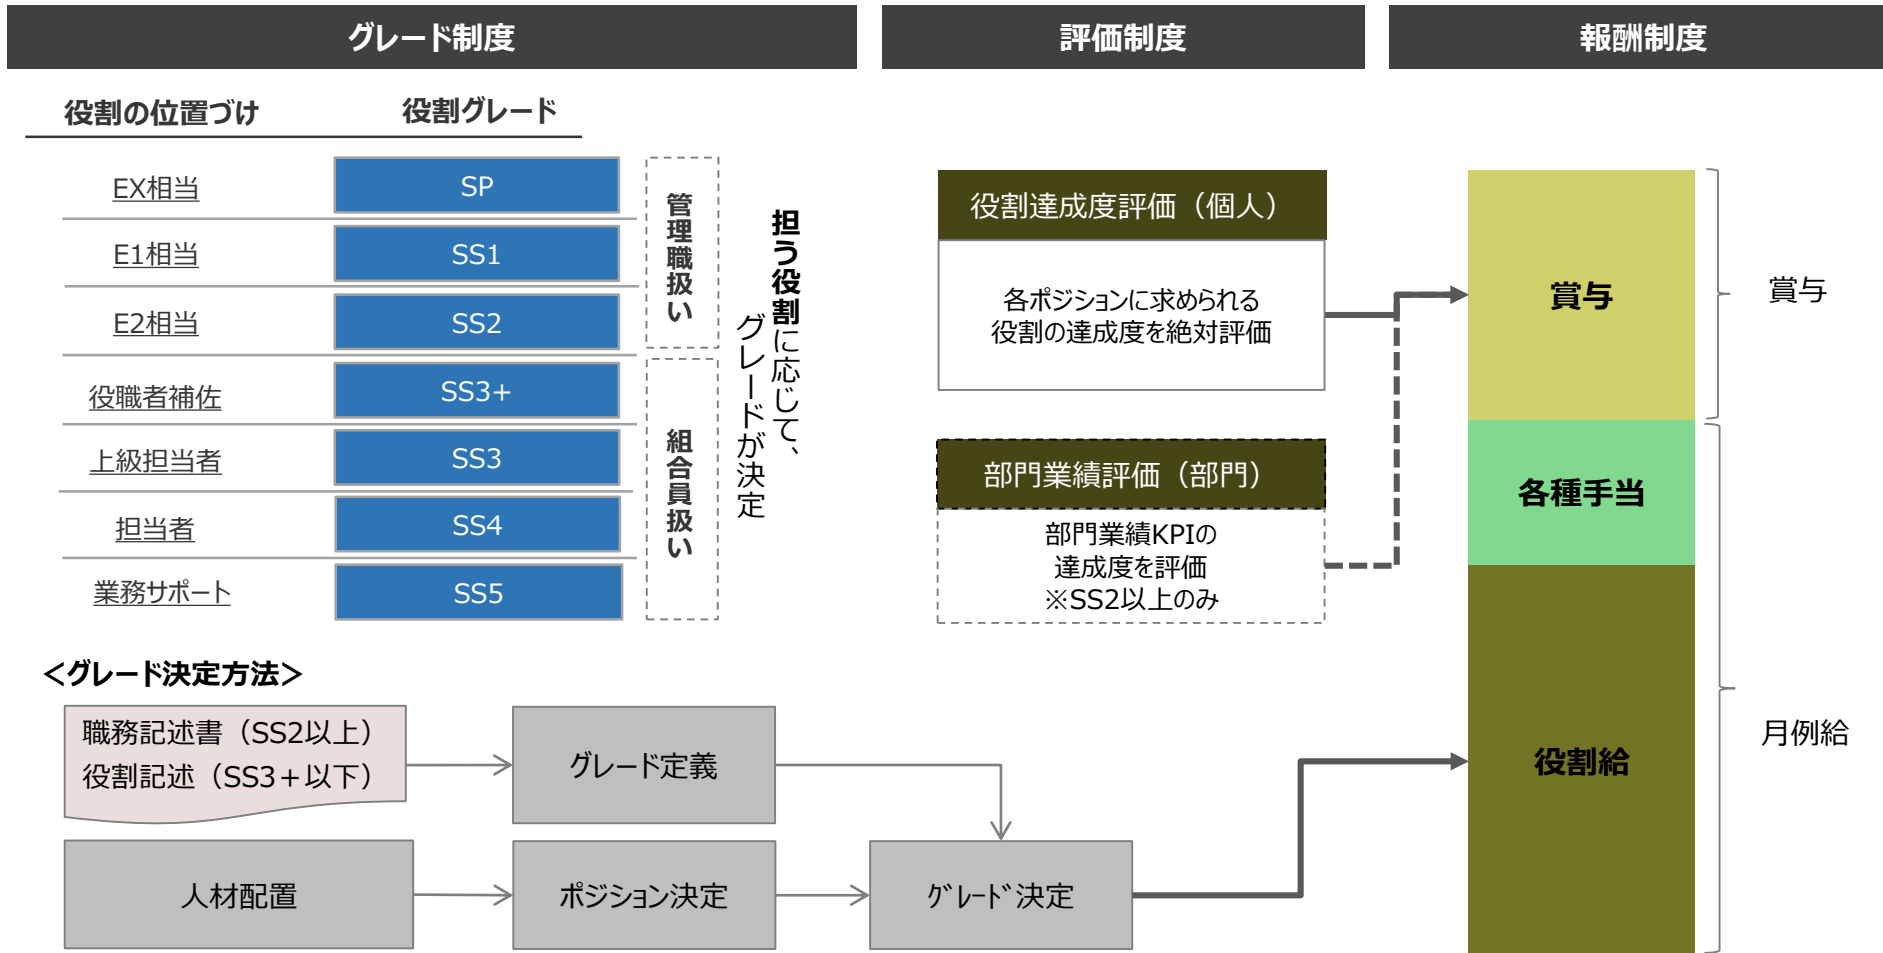 グレード制度
評価制度
報酬制度
役割の位置づけ
役割グレード
EX相当
SP
E1相当
SS1
E2相当
SS2
役職者補佐
SS3+
上級担当者
SS3
担当者
SS4
業務サポート
SS5
管理職扱い
組合員扱い
担う役割に応じて、
グレードが決定
役割達成度評価（個人）
各ポジションに求められる
役割の達成度を絶対評価
部門業績評価（部門）
部門業績KPIの
達成度を評価
※SS2以上のみ
賞与
各種手当
役割給
賞与
月例給
＜グレード決定方法＞
職務記述書（SS2以上）
役割記述（SS3＋以下）
グレード定義
人材配置
ポジション決定
ｸﾞﾚｰﾄﾞ決定